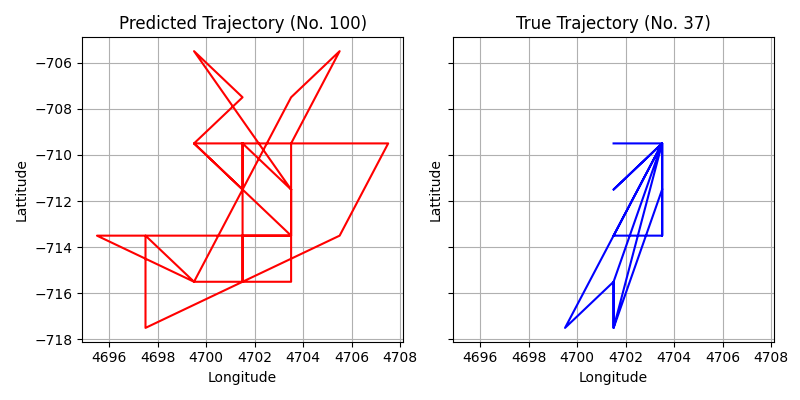 Predicted Trajectory (No. 100)
True Trajectory (No. 37)
−706
−708
−710
−712
−714
−716
−718
Lattitude
Lattitude
4696 4698 4700 4702 4704 4706 4708
4696 4698 4700 4702 4704 4706 4708
Longitude
Longitude